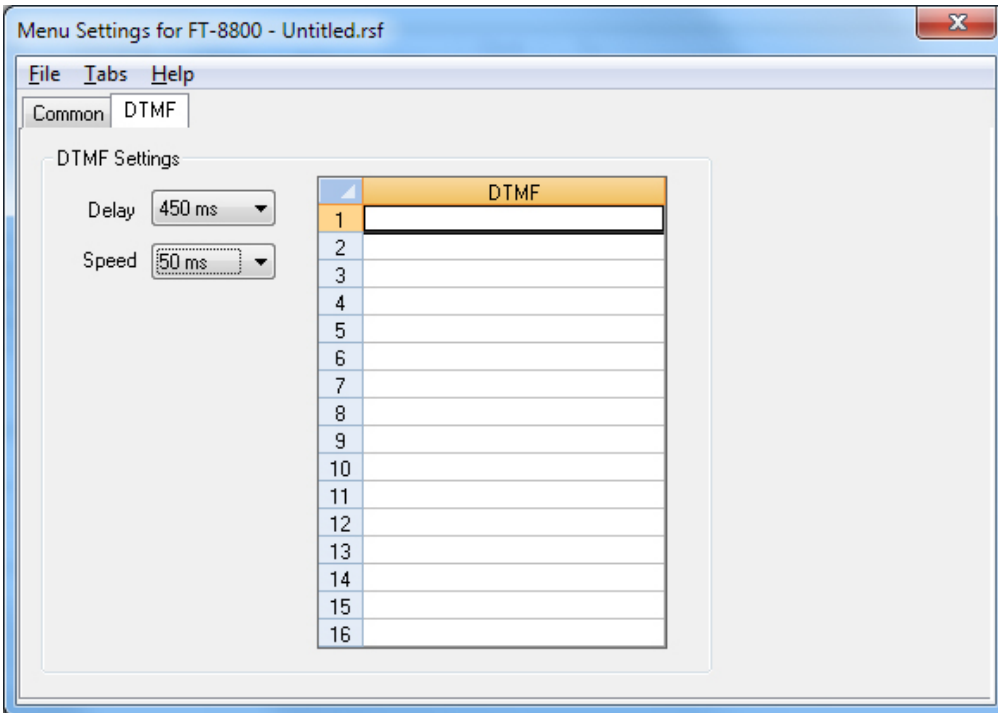 Menu Settings for FT-8800 - Untitled.rsf
File Tabs Help
Common DTMF
DTMF Settings
Delay 450 ms
Speed 50 ms
DTMF
1
2
3
4
5
6
7
8
9
10
11
12
13
14
15
16